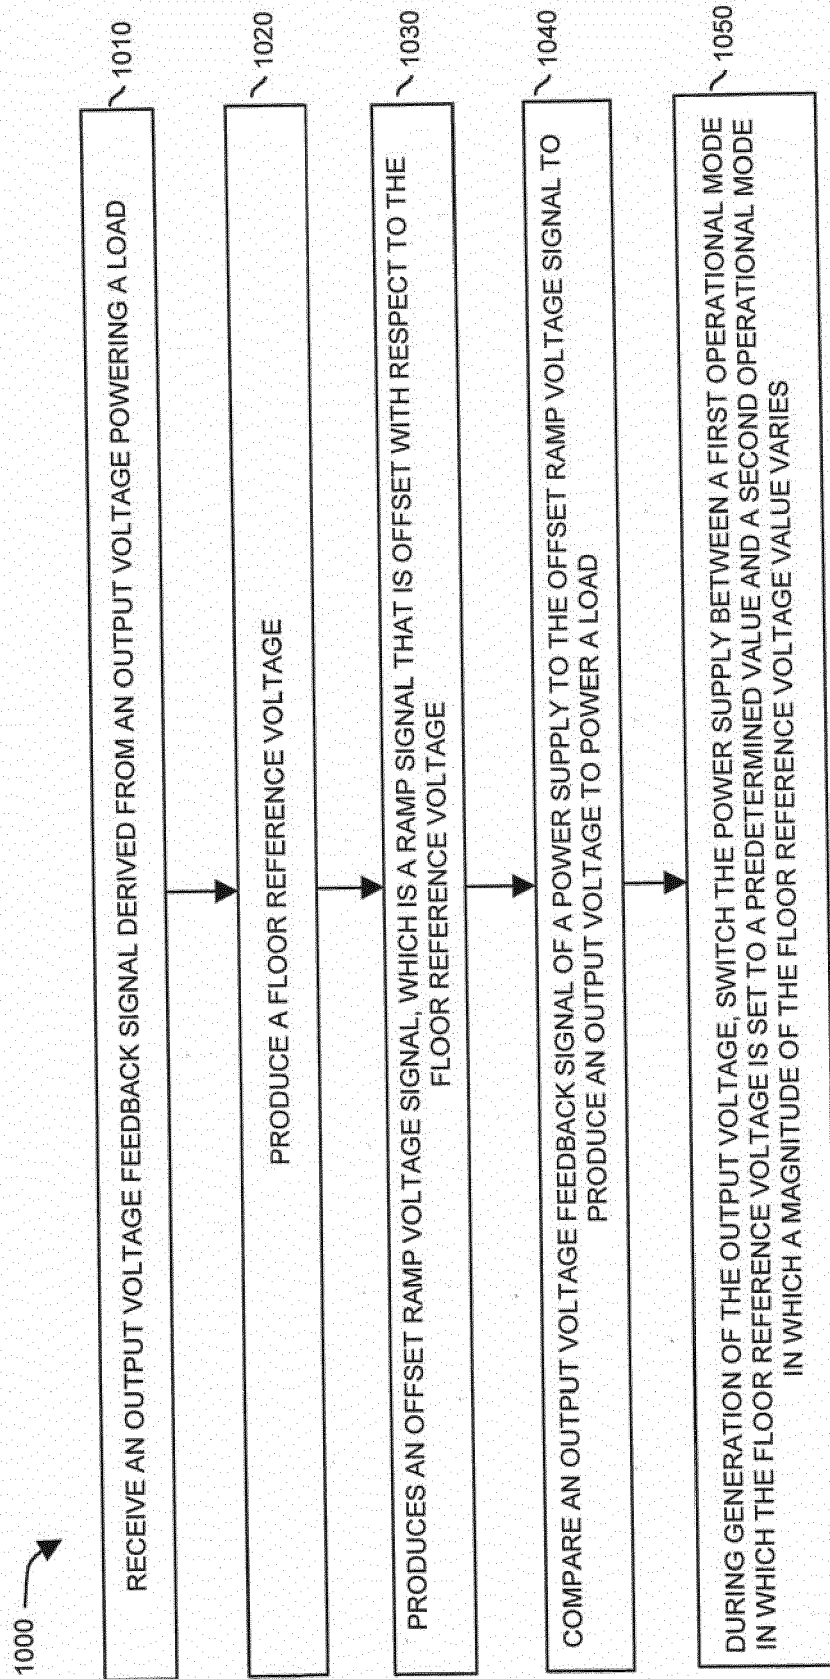 1000
RECEIVE AN OUTPUT VOLTAGE FEEDBACK SIGNAL DERIVED FROM AN OUTPUT VOLTAGE POWERING A LOAD
1010
PRODUCE A FLOOR REFERENCE VOLTAGE
1020
PRODUCES AN OFFSET RAMP VOLTAGE SIGNAL, WHICH IS A RAMP SIGNAL THAT IS OFFSET WITH RESPECT TO THE
FLOOR REFERENCE VOLTAGE
1030
COMPARE AN OUTPUT VOLTAGE FEEDBACK SIGNAL OF A POWER SUPPLY TO THE OFFSET RAMP VOLTAGE SIGNAL TO
PRODUCE AN OUTPUT VOLTAGE TO POWER A LOAD
1040
DURING GENERATION OF THE OUTPUT VOLTAGE, SWITCH THE POWER SUPPLY BETWEEN A FIRST OPERATIONAL MODE
IN WHICH THE FLOOR REFERENCE VOLTAGE IS SET TO A PREDETERMINED VALUE AND A SECOND OPERATIONAL MODE
IN WHICH A MAGNITUDE OF THE FLOOR REFERENCE VOLTAGE VALUE VARIES
1050